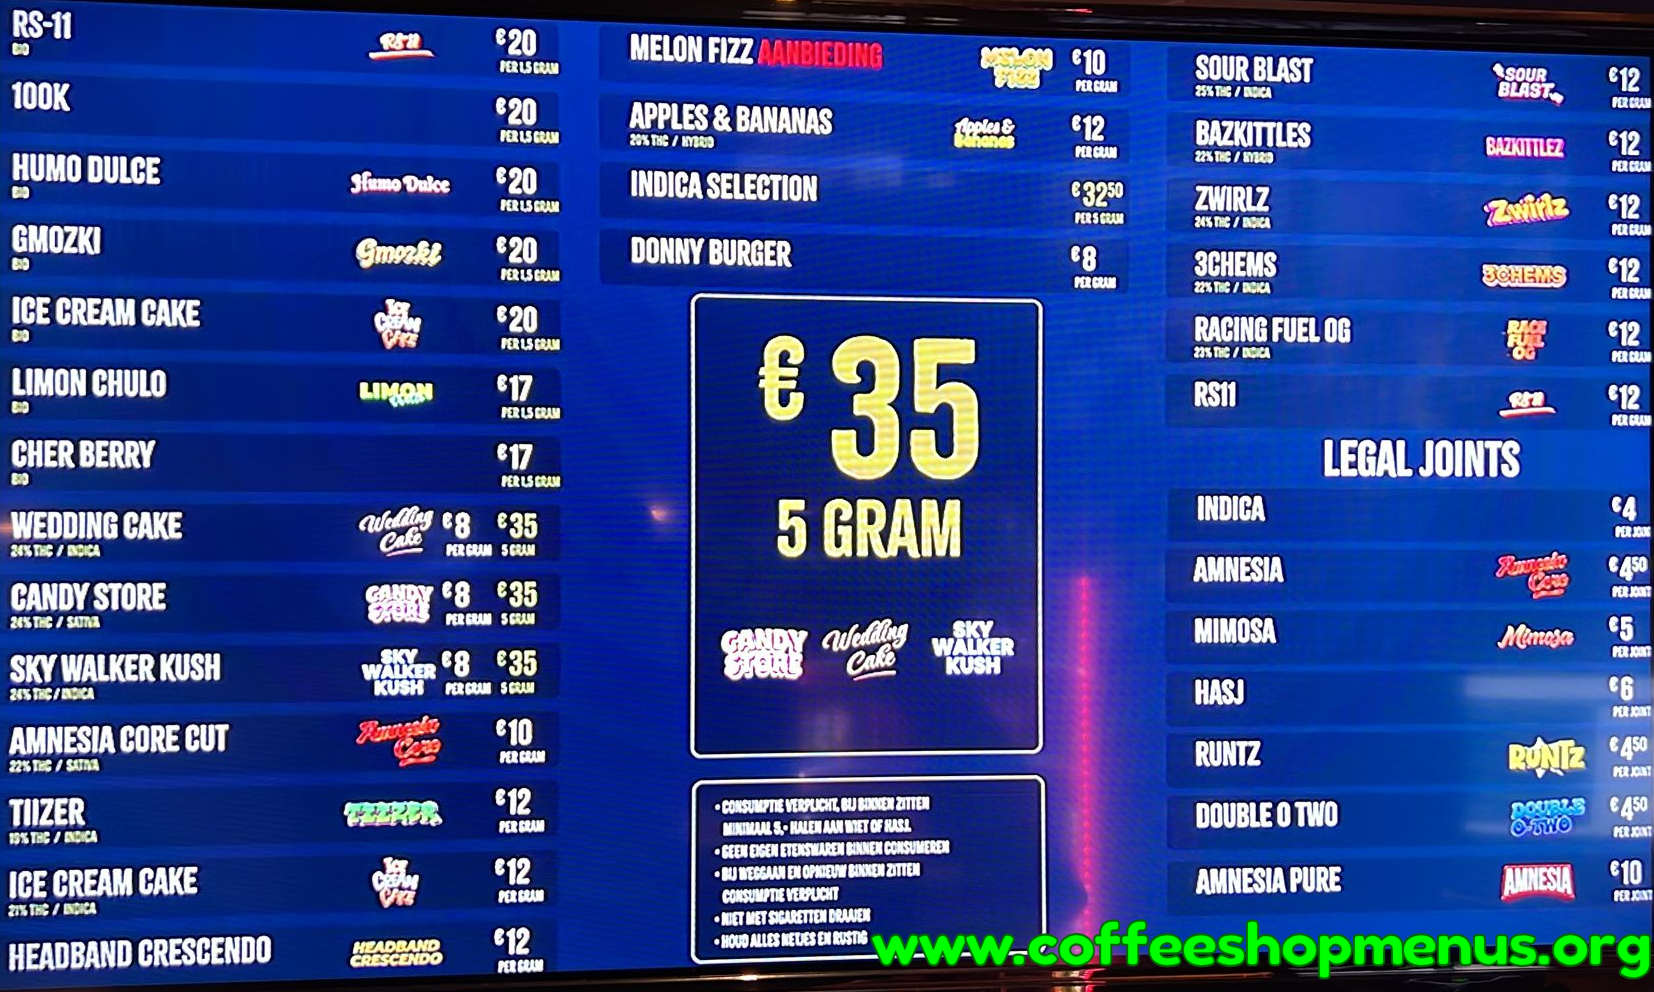 RS-11
BIO
RS11
€20
PER 1,5 GRAM
100K
€20
PER 1,5 GRAM
HUMO DULCE
BIO
Humo Dulce
€20
PER 1,5 GRAM
GMOZKI
BIO
Gmozki
€20
PER 1,5 GRAM
ICE CREAM CAKE
BIO
ICE CREAM CAKE
€20
PER 1,5 GRAM
LIMON CHULO
BIO
LIMON
€17
PER 1,5 GRAM
CHER BERRY
BIO
€17
PER 1,5 GRAM
WEDDING CAKE
24% THC / INDICA
Wedding Cake
€8 €35
PER GRAM 5 GRAM
CANDY STORE
24% THC / SATIVA
CANDY STORE
€8 €35
PER GRAM 5 GRAM
SKY WALKER KUSH
24% THC / INDICA
SKY WALKER KUSH
€8 €35
PER GRAM 5 GRAM
AMNESIA CORE CUT
22% THC / SATIVA
Amnesia Core
€10
PER GRAM
TIIZER
19% THC / INDICA
TEEZER
€12
PER GRAM
ICE CREAM CAKE
21% THC / INDICA
ICE CREAM CAKE
€12
PER GRAM
HEADBAND CRESCENDO
HEADBAND CRESCENDO
€12
PER GRAM
MELON FIZZ AANBIEDING
MELON FIZZ
€10
PER GRAM
APPLES & BANANAS
20% THC / HYBRID
Apples & Bananas
€12
PER GRAM
INDICA SELECTION
€3250
PER 5 GRAM
DONNY BURGER
€8
PER GRAM
€35
5 GRAM
CANDY STORE
Wedding Cake
SKY WALKER KUSH
• CONSUMPTIE VERPLICHT, BIJ BINNEN ZITTEN
MINIMAAL 5,- HALEN AAN WIET OF HASJ.
• GEEN EIGEN ETENSWAREN BINNEN CONSUMEREN
• BIJ WEGGAAN EN OPNIEUW BINNEN ZITTEN
CONSUMPTIE VERPLICHT
• NIET MET SIGARETTEN DRAAIEN
• HOUD ALLES NETJES EN RUSTIG
SOUR BLAST
25% THC / INDICA
SOUR BLAST
€12
PER GRAM
BAZKITTLES
22% THC / HYBRID
BAZKITTLEZ
€12
PER GRAM
ZWIRLZ
24% THC / INDICA
Zwirlz
€12
PER GRAM
3CHEMS
22% THC / INDICA
3CHEMS
€12
PER GRAM
RACING FUEL OG
23% THC / INDICA
RACE FUEL OG
€12
PER GRAM
RS11
RS11
€12
PER GRAM
LEGAL JOINTS
INDICA
€4
PER JOINT
AMNESIA
Amnesia Core
€450
PER JOINT
MIMOSA
Mimosa
€5
PER JOINT
HASJ
€6
PER JOINT
RUNTZ
RUNTZ
€450
PER JOINT
DOUBLE O TWO
DOUBLE O-TWO
€450
PER JOINT
AMNESIA PURE
AMNESIA
€10
PER JOINT
www.coffeeshopmenus.org